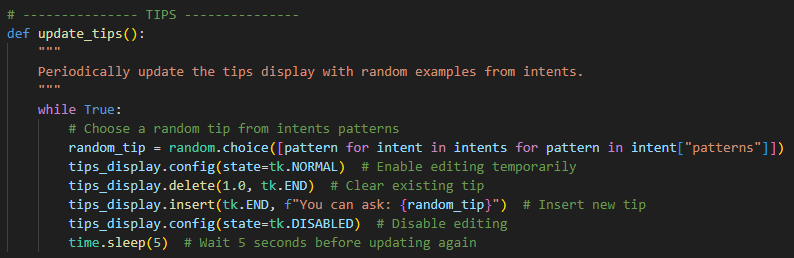 # --------------- TIPS ---------------
def update_tips():
    """
    Periodically update the tips display with random examples from intents.
    """
    while True:
        # Choose a random tip from intents patterns
        random_tip = random.choice([pattern for intent in intents for pattern in intent["patterns"]])
        tips_display.config(state=tk.NORMAL)  # Enable editing temporarily
        tips_display.delete(1.0, tk.END)  # Clear existing tip
        tips_display.insert(tk.END, f"You can ask: {random_tip}")  # Insert new tip
        tips_display.config(state=tk.DISABLED)  # Disable editing
        time.sleep(5)  # Wait 5 seconds before updating again